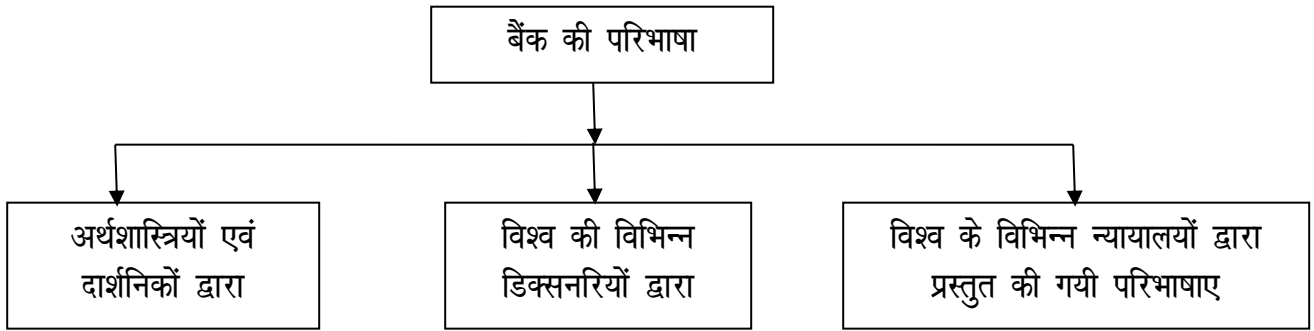 बैंक की परिभाषा
अर्थशास्त्रियों एवं
दार्शनिकों द्वारा
विश्व की विभिन्न
डिक्सनरियों द्वारा
विश्व के विभिन्न न्यायालयों द्वारा
प्रस्तुत की गयी परिभाषाए